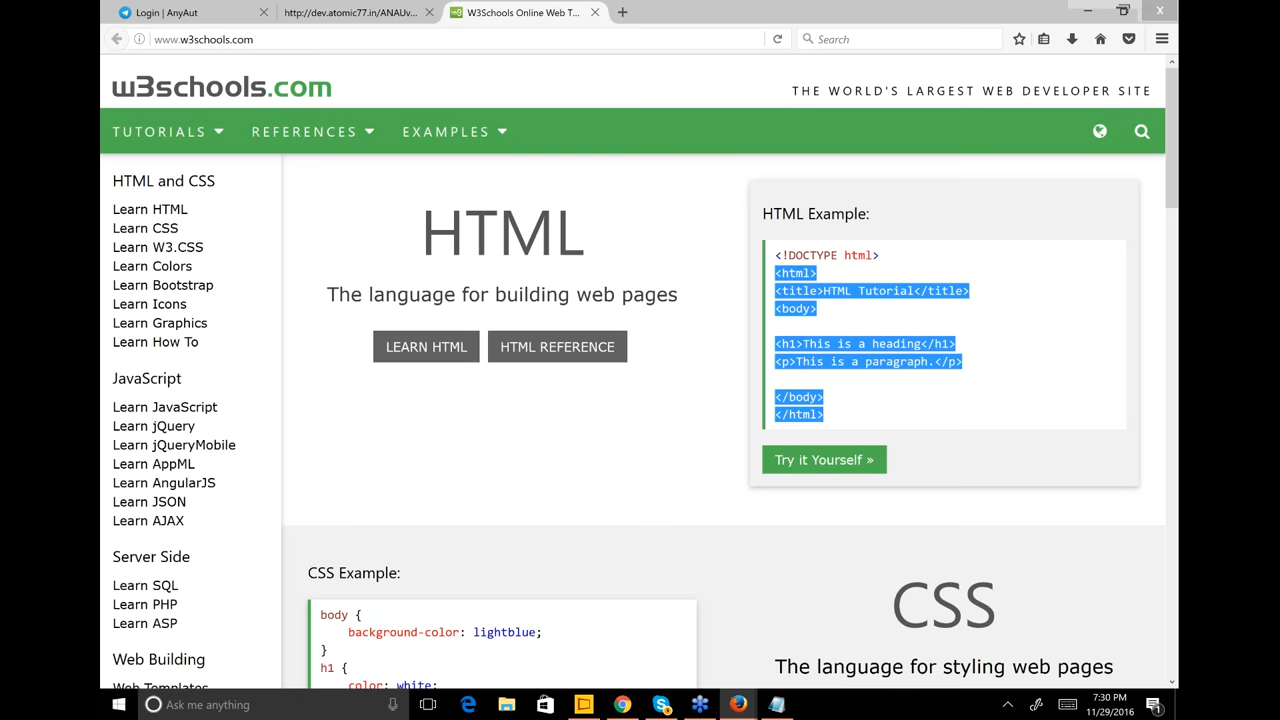 Login | AnyAut
http://dev.atomic77.in/ANAUv...
W3Schools Online Web T...
www.w3schools.com
Search
w3schools.com
THE WORLD'S LARGEST WEB DEVELOPER SITE
TUTORIALS
REFERENCES
EXAMPLES
HTML and CSS
Learn HTML
Learn CSS
Learn W3.CSS
Learn Colors
Learn Bootstrap
Learn Icons
Learn Graphics
Learn How To
JavaScript
Learn JavaScript
Learn jQuery
Learn jQueryMobile
Learn AppML
Learn AngularJS
Learn JSON
Learn AJAX
Server Side
Learn SQL
Learn PHP
Learn ASP
Web Building
Web Templates
HTML
The language for building web pages
LEARN HTML
HTML REFERENCE
HTML Example:
<!DOCTYPE html>
<html>
<title>HTML Tutorial</title>
<body>
<h1>This is a heading</h1>
<p>This is a paragraph.</p>
</body>
</html>
Try it Yourself »
CSS Example:
body {
background-color: lightblue;
}
h1 {
color: white;
CSS
The language for styling web pages
Ask me anything
7:30 PM
11/29/2016
1